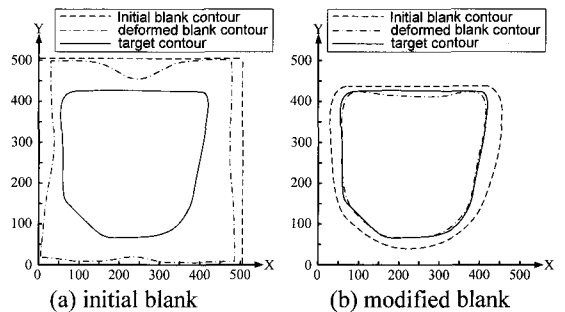 Initial blank contour
deformed blank contour
target contour
Y
500
400
300
200
100
0
0
100
200
300
400
500
X
(a) initial blank
Initial blank contour
deformed blank contour
target contour
Y
500
400
300
200
100
0
0
100
200
300
400
500
X
(b) modified blank